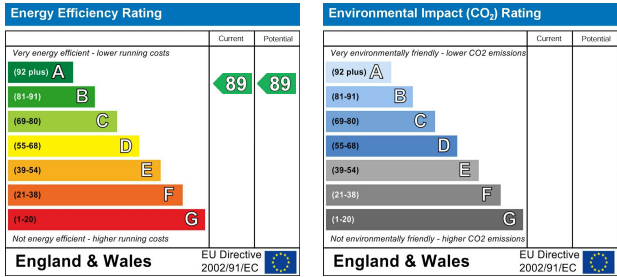 Energy Efficiency Rating
Current Potential
Very energy efficient - lower running costs
(92 plus) A
(81-91) B
(69-80) C
(55-68) D
(39-54) E
(21-38) F
(1-20) G
89 89
Not energy efficient - higher running costs
England & Wales
EU Directive
2002/91/EC
Environmental Impact (CO2) Rating
Current Potential
Very environmentally friendly - lower CO2 emissions
(92 plus) A
(81-91) B
(69-80) C
(55-68) D
(39-54) E
(21-38) F
(1-20) G
Not environmentally friendly - higher CO2 emissions
England & Wales
EU Directive
2002/91/EC